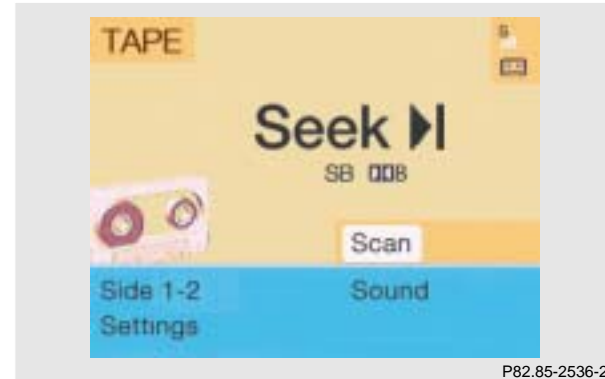 TAPE
S
Seek
SB
Scan
Side 1-2 Sound
Settings
P82.85-2536-2